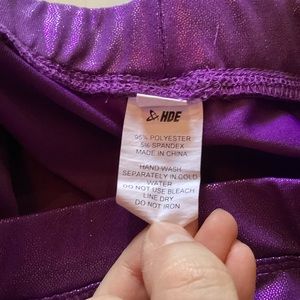 HDE
95% POLYESTER
5% SPANDEX
MADE IN CHINA
HAND WASH
SEPARATELY IN COLD
WATER
DO NOT USE BLEACH
LINE DRY
DO NOT IRON